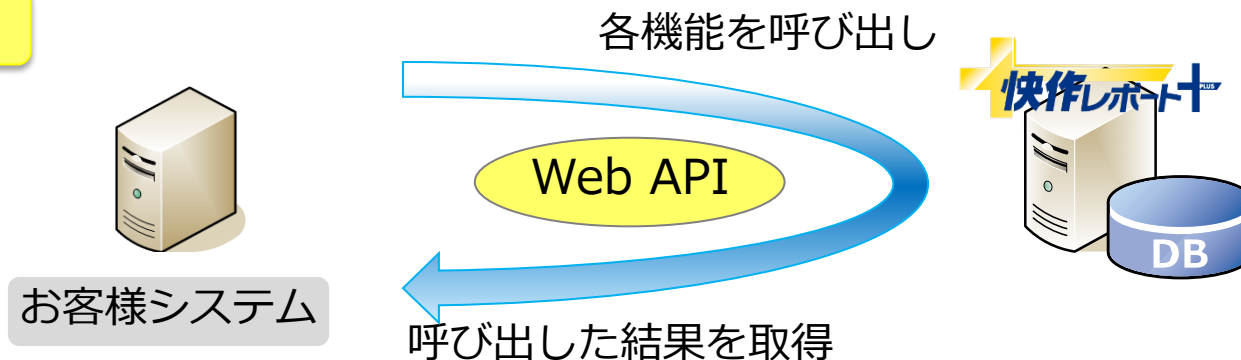 各機能を呼び出し
快作レポート+
PLUS
Web API
DB
お客様システム
呼び出した結果を取得